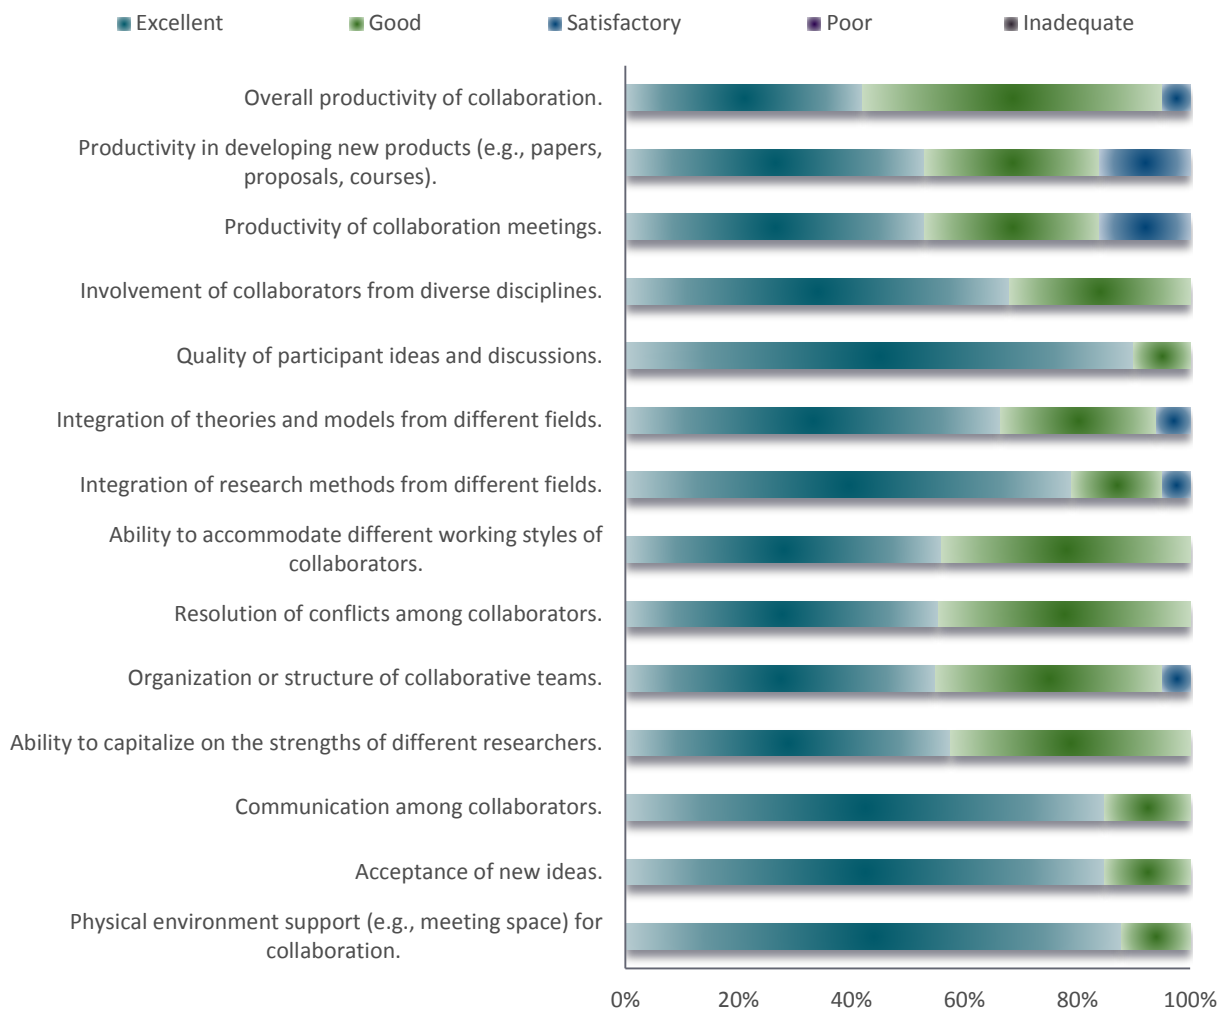 Excellent Good Satisfactory Poor Inadequate
Overall productivity of collaboration.
Productivity in developing new products (e.g., papers,
proposals, courses).
Productivity of collaboration meetings.
Involvement of collaborators from diverse disciplines.
Quality of participant ideas and discussions.
Integration of theories and models from different fields.
Integration of research methods from different fields.
Ability to accommodate different working styles of
collaborators.
Resolution of conflicts among collaborators.
Organization or structure of collaborative teams.
Ability to capitalize on the strengths of different researchers.
Communication among collaborators.
Acceptance of new ideas.
Physical environment support (e.g., meeting space) for
collaboration.
0% 20% 40% 60% 80% 100%